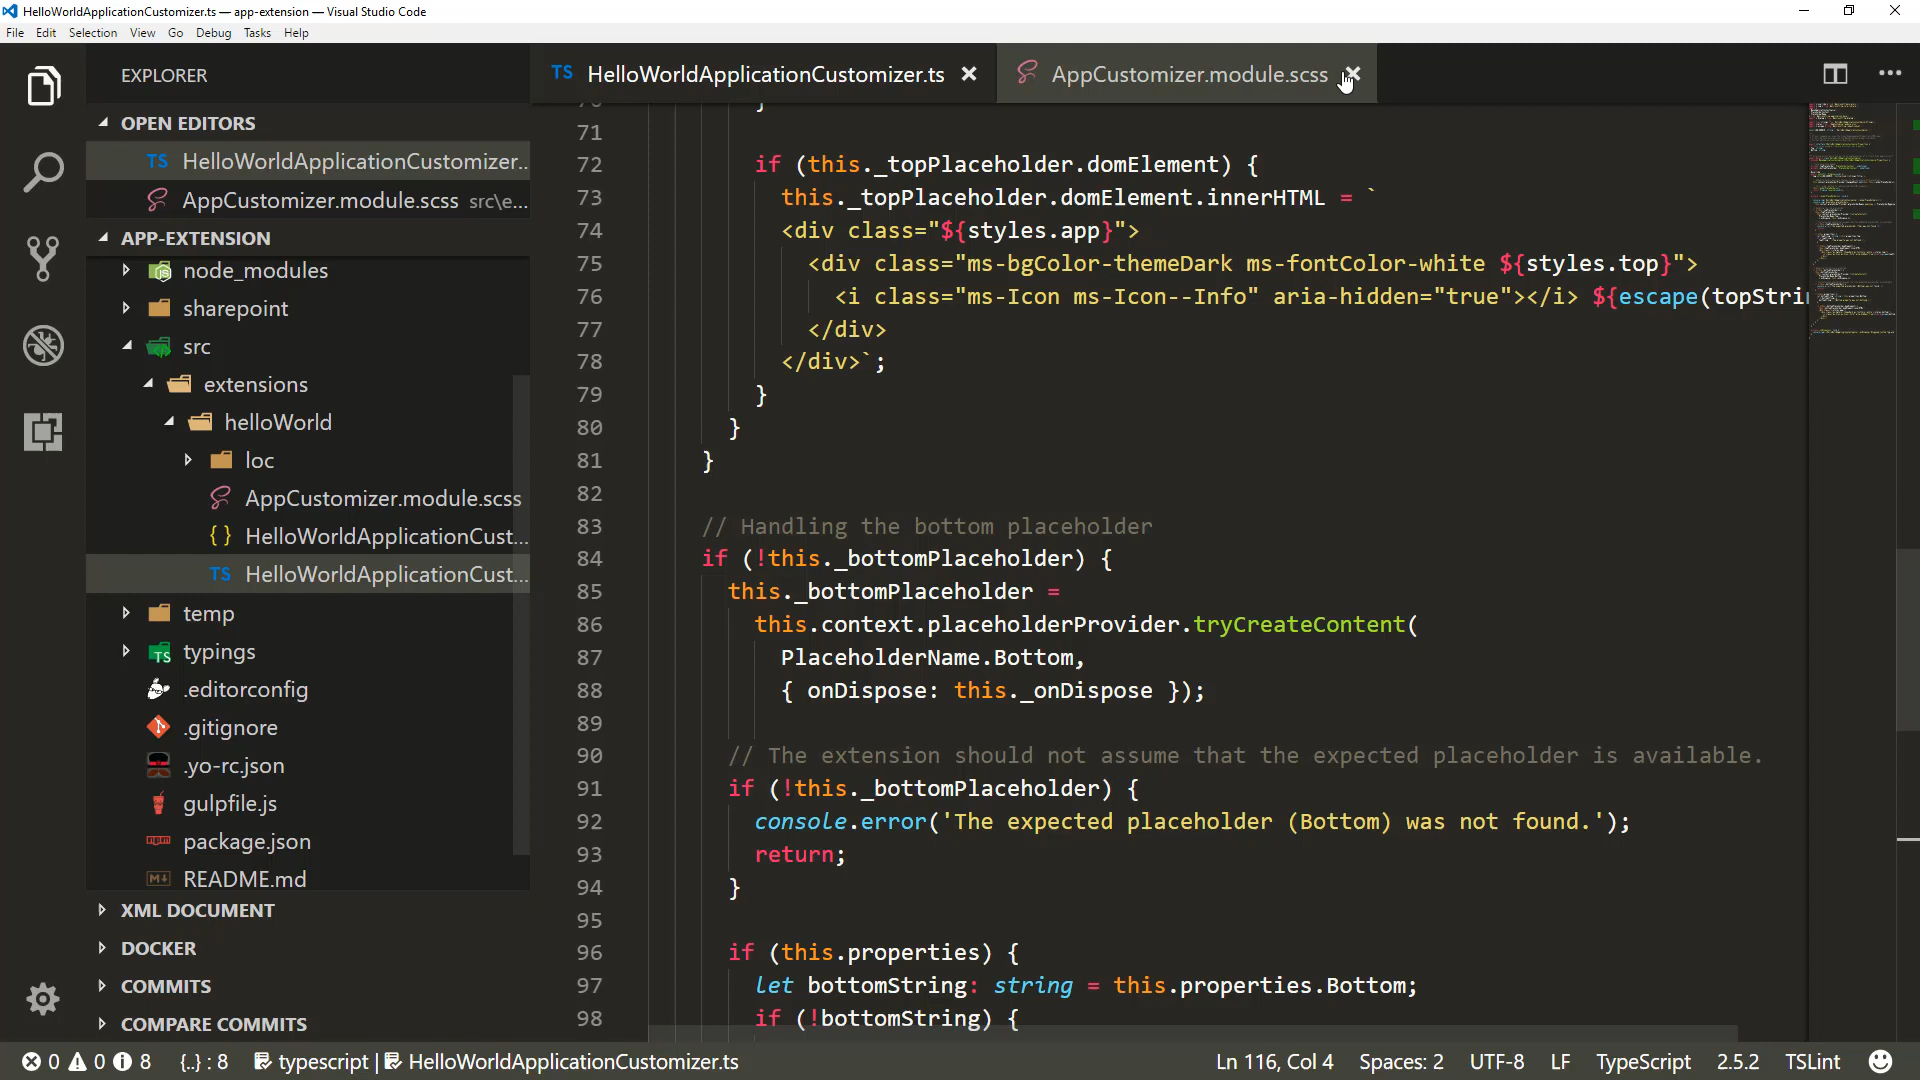 HelloWorldApplicationCustomizer.ts — app-extension — Visual Studio Code
File Edit Selection View Go Debug Tasks Help
EXPLORER
OPEN EDITORS
TS HelloWorldApplicationCustomizer...
AppCustomizer.module.scss src\e...
APP-EXTENSION
node_modules
sharepoint
src
extensions
helloWorld
loc
AppCustomizer.module.scss
{ } HelloWorldApplicationCust...
TS HelloWorldApplicationCust...
temp
typings
.editorconfig
.gitignore
.yo-rc.json
gulpfile.js
package.json
README.md
XML DOCUMENT
DOCKER
COMMITS
COMPARE COMMITS
TS HelloWorldApplicationCustomizer.ts
AppCustomizer.module.scss
70 }
71
72 if (this._topPlaceholder.domElement) {
73 this._topPlaceholder.domElement.innerHTML = `
74 <div class="${styles.app}">
75 <div class="ms-bgColor-themeDark ms-fontColor-white ${styles.top}">
76 <i class="ms-Icon ms-Icon--Info" aria-hidden="true"></i> ${escape(topStri
77 </div>
78 </div>`;
79 }
80 }
81 }
82
83 // Handling the bottom placeholder
84 if (!this._bottomPlaceholder) {
85 this._bottomPlaceholder =
86 this.context.placeholderProvider.tryCreateContent(
87 PlaceholderName.Bottom,
88 { onDispose: this._onDispose });
89
90 // The extension should not assume that the expected placeholder is available.
91 if (!this._bottomPlaceholder) {
92 console.error('The expected placeholder (Bottom) was not found.');
93 return;
94 }
95
96 if (this.properties) {
97 let bottomString: string = this.properties.Bottom;
98 if (!bottomString) {
0 0 8 {..} : 8 typescript | HelloWorldApplicationCustomizer.ts Ln 116, Col 4 Spaces: 2 UTF-8 LF TypeScript 2.5.2 TSLint